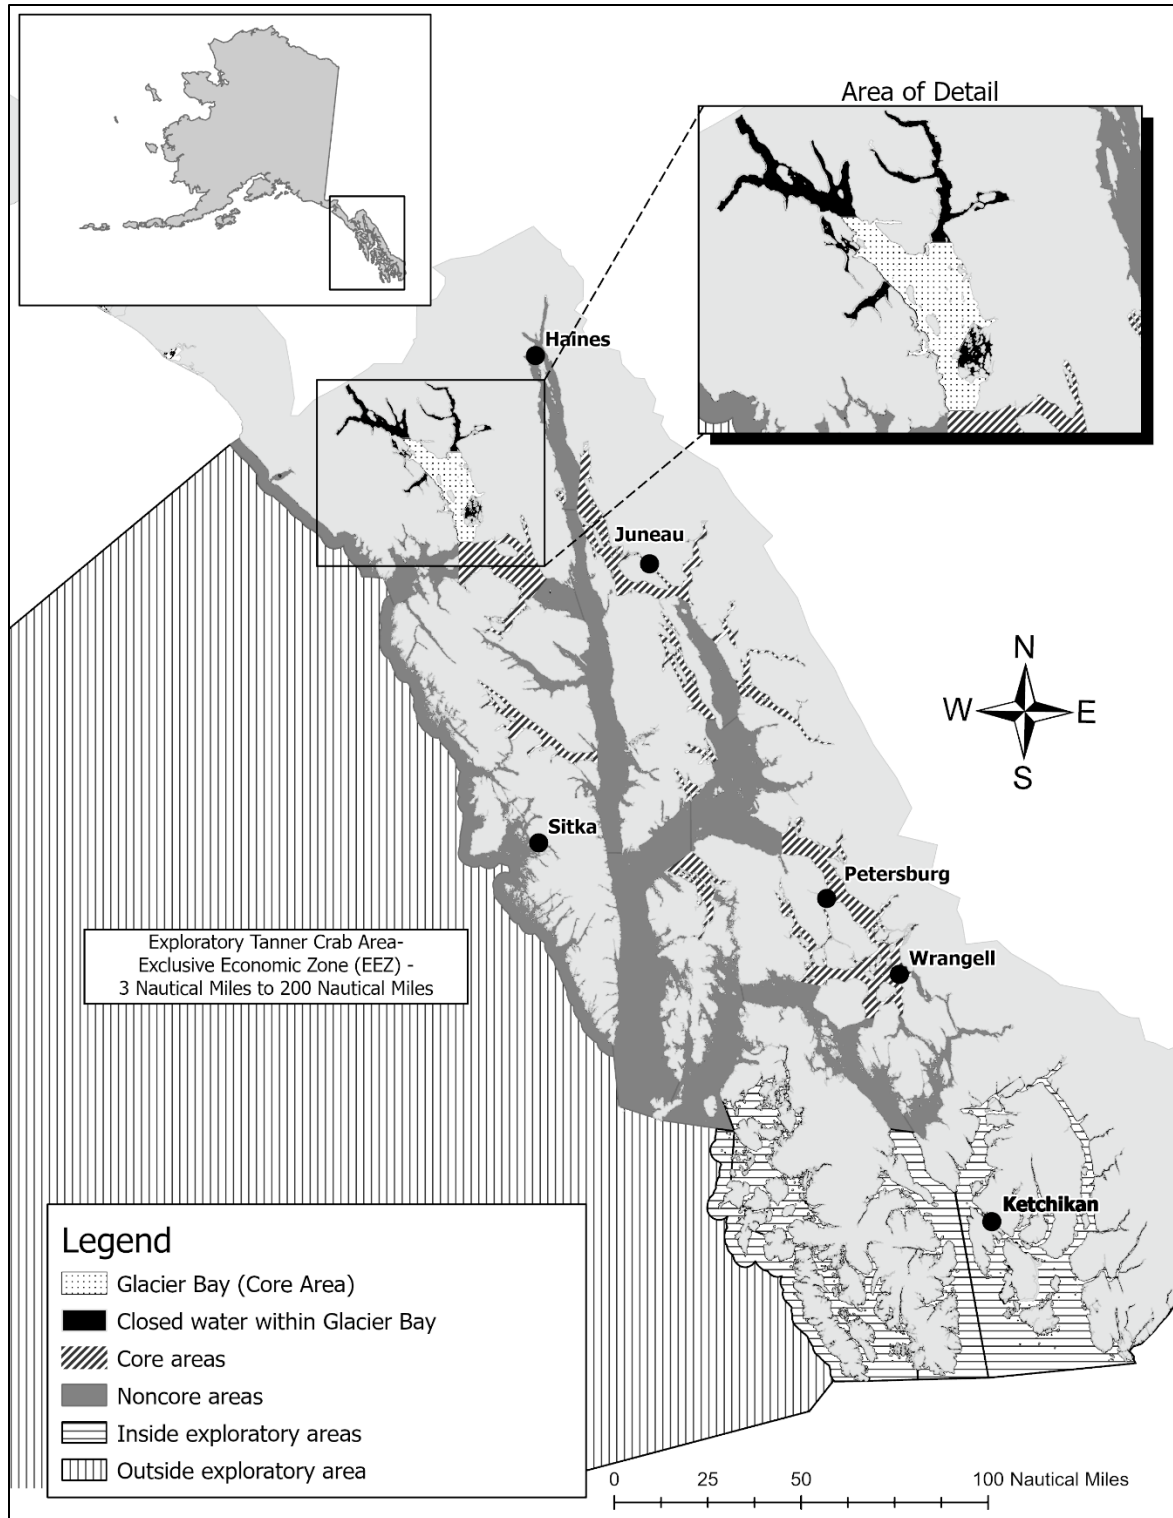 Area of Detail
Haines
Juneau
N
W
E
S
Sitka
Petersburg
Wrangell
Exploratory Tanner Crab Area-
Exclusive Economic Zone (EEZ) -
3 Nautical Miles to 200 Nautical Miles
Ketchikan
Legend
Glacier Bay (Core Area)
Closed water within Glacier Bay
Core areas
Noncore areas
Inside exploratory areas
Outside exploratory area
0 25 50 100 Nautical Miles